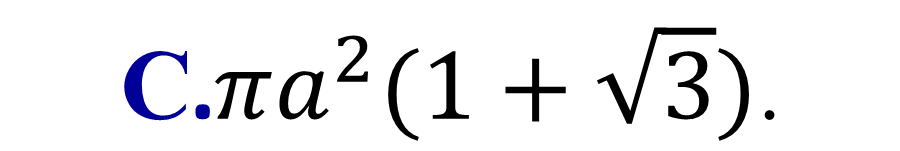 C.πa²(1 + √3).